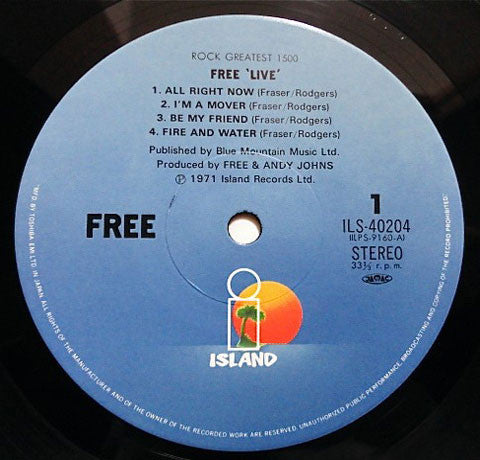 ROCK GREATEST 1500
FREE 'LIVE'
1. ALL RIGHT NOW (Fraser/Rodgers)
2. I'M A MOVER (Fraser/Rodgers)
3. BE MY FRIEND (Fraser/Rodgers)
4. FIRE AND WATER (Fraser/Rodgers)
Published by Blue Mountain Music Ltd.
Produced by FREE & ANDY JOHNS
Ⓟ 1971 Island Records Ltd.
FREE
1
ILS-40204
(ILPS-9160-A)
STEREO
33⅓ r.p.m.
JASRAC
i
ISLAND
MF'D BY TOSHIBA EMI LTD IN JAPAN. ALL RIGHTS OF THE MANUFACTURER AND OF THE OWNER OF THE RECORDED WORK ARE RESERVED. UNAUTHORIZED PUBLIC PERFORMANCE, BROADCASTING AND COPYING OF THE RECORD PROHIBITED.